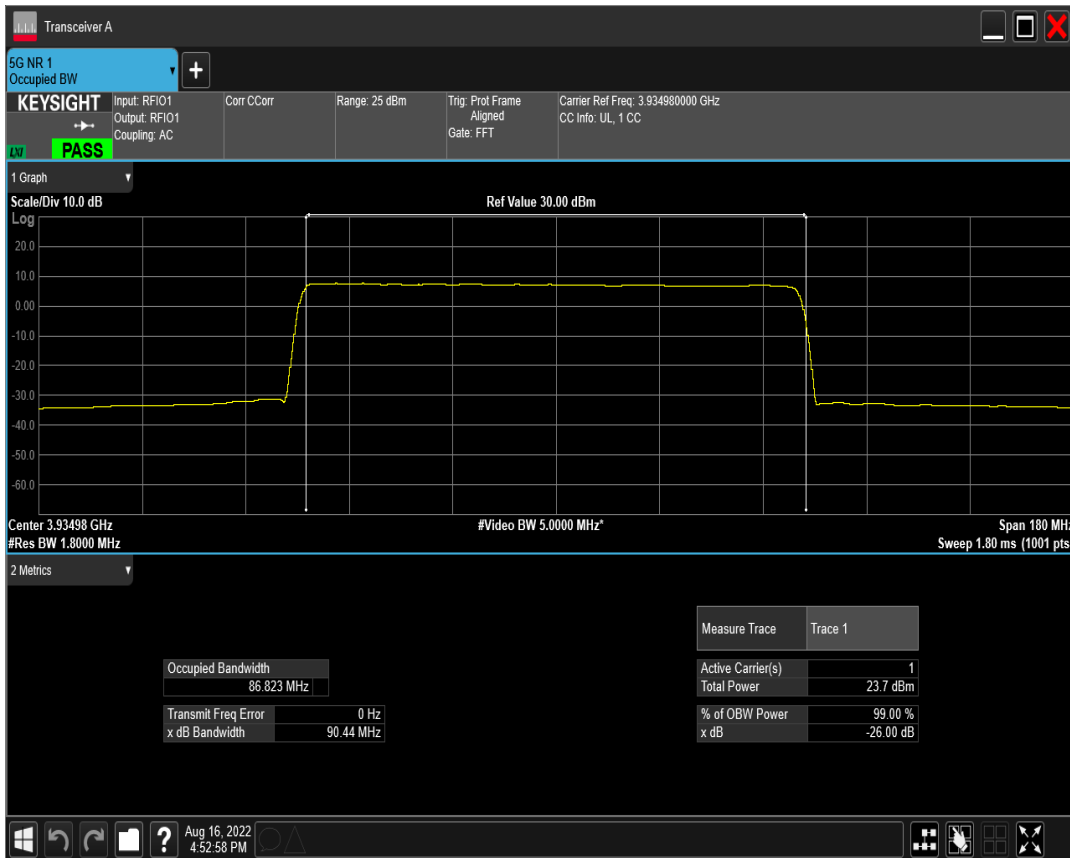 Transceiver A
5G NR 1
Occupied BW
KEYSIGHT
LXI
PASS
Input: RFIO1
Output: RFIO1
Coupling: AC
Corr CCorr
Range: 25 dBm
Trig: Prot Frame
Aligned
Gate: FFT
Carrier Ref Freq: 3.934980000 GHz
CC Info: UL, 1 CC
1 Graph
Scale/Div 10.0 dB
Ref Value 30.00 dBm
Log
20.0
10.0
0.00
-10.0
-20.0
-30.0
-40.0
-50.0
-60.0
Center 3.93498 GHz
#Video BW 5.0000 MHz*
Span 180 MHz
#Res BW 1.8000 MHz
Sweep 1.80 ms (1001 pts
2 Metrics
Measure Trace
Trace 1
Occupied Bandwidth
86.823 MHz
Active Carrier(s)
1
Total Power
23.7 dBm
Transmit Freq Error
0 Hz
x dB Bandwidth
90.44 MHz
% of OBW Power
99.00 %
x dB
-26.00 dB
?
Aug 16, 2022
4:52:58 PM